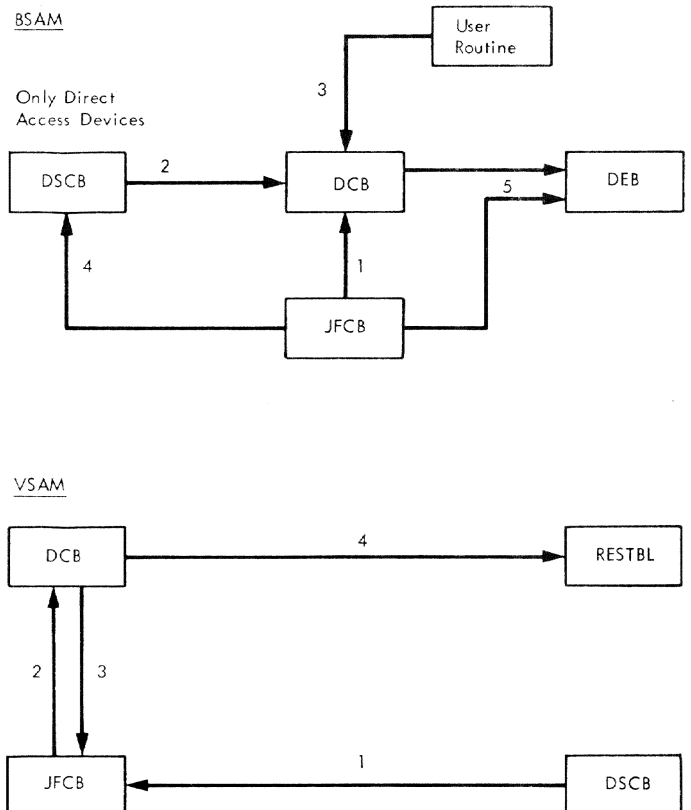 BSAM
User
Routine
Only Direct
Access Devices
3
DSCB
2
DCB
DEB
5
4
1
JFCB
VSAM
DCB
4
RESTBL
2
3
JFCB
1
DSCB